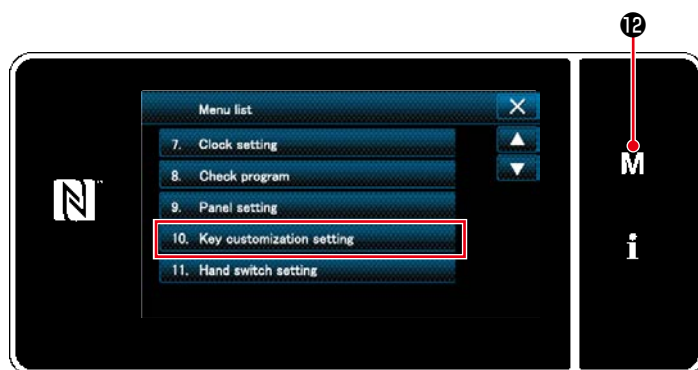 ⓬
Menu list
7. Clock setting
8. Check program
9. Panel setting
10. Key customization setting
11. Hand switch setting
N
M
i